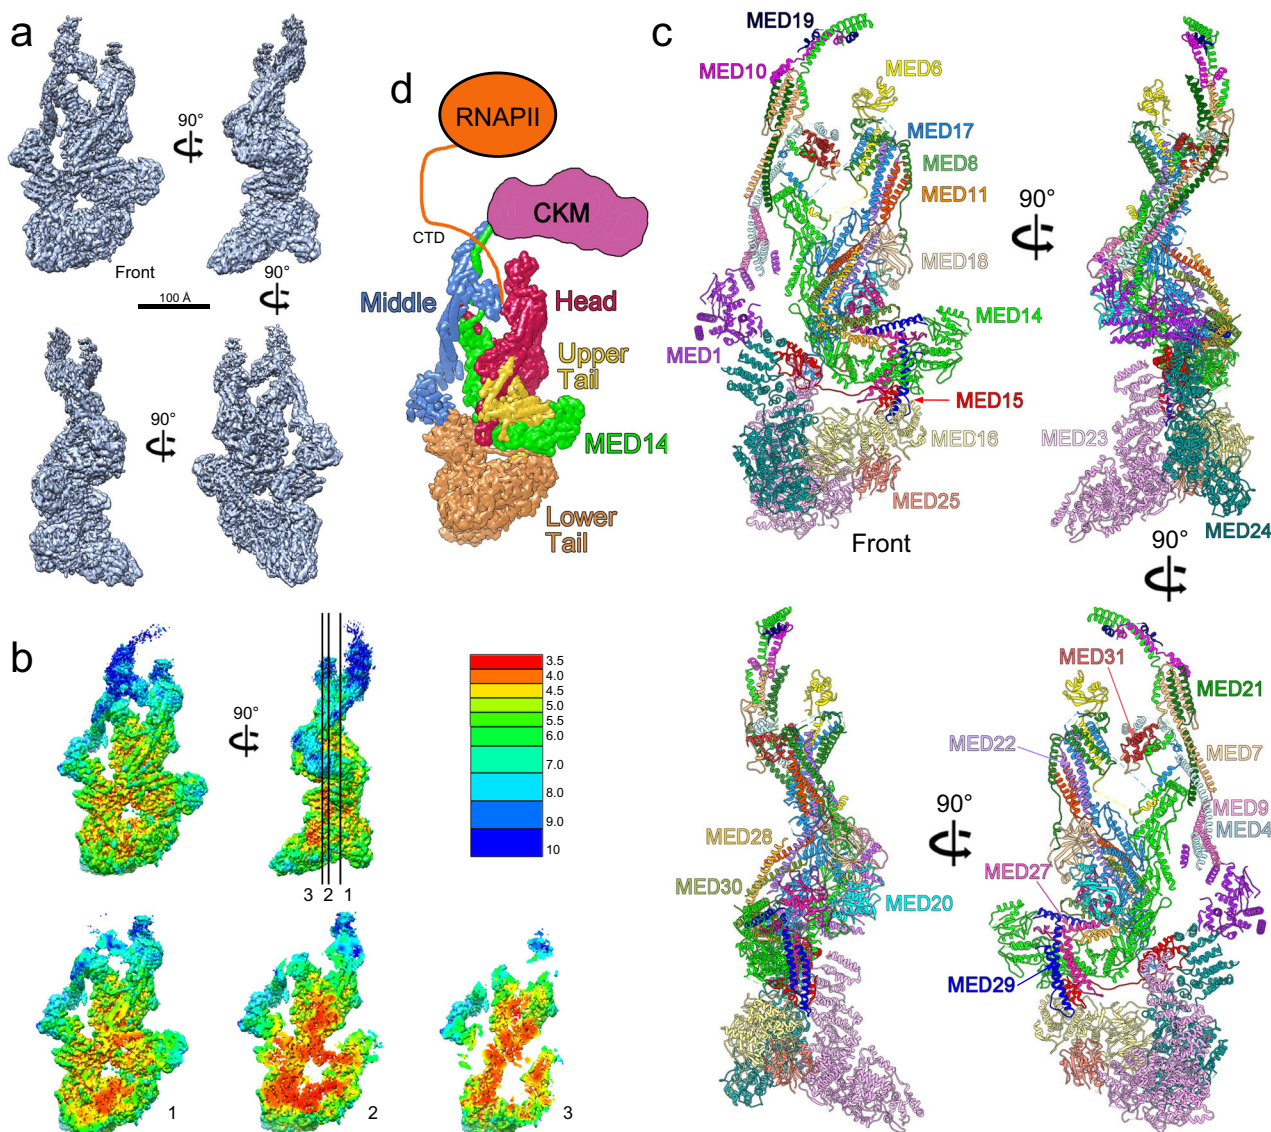 a
90°
Front
100 Å
90°
90°
d
RNAPII
CKM
CTD
Middle
Head
Upper
Tail
MED14
Lower
Tail
b
90°
3 2 1
3.5
4.0
4.5
5.0
5.5
6.0
7.0
8.0
9.0
10
1
2
3
c
MED19
MED10
MED6
MED17
MED8
MED11
MED18
MED14
MED1
MED15
MED16
MED25
Front
90°
MED23
MED24
90°
MED28
MED30
MED20
90°
MED31
MED21
MED22
MED7
MED9
MED4
MED27
MED29